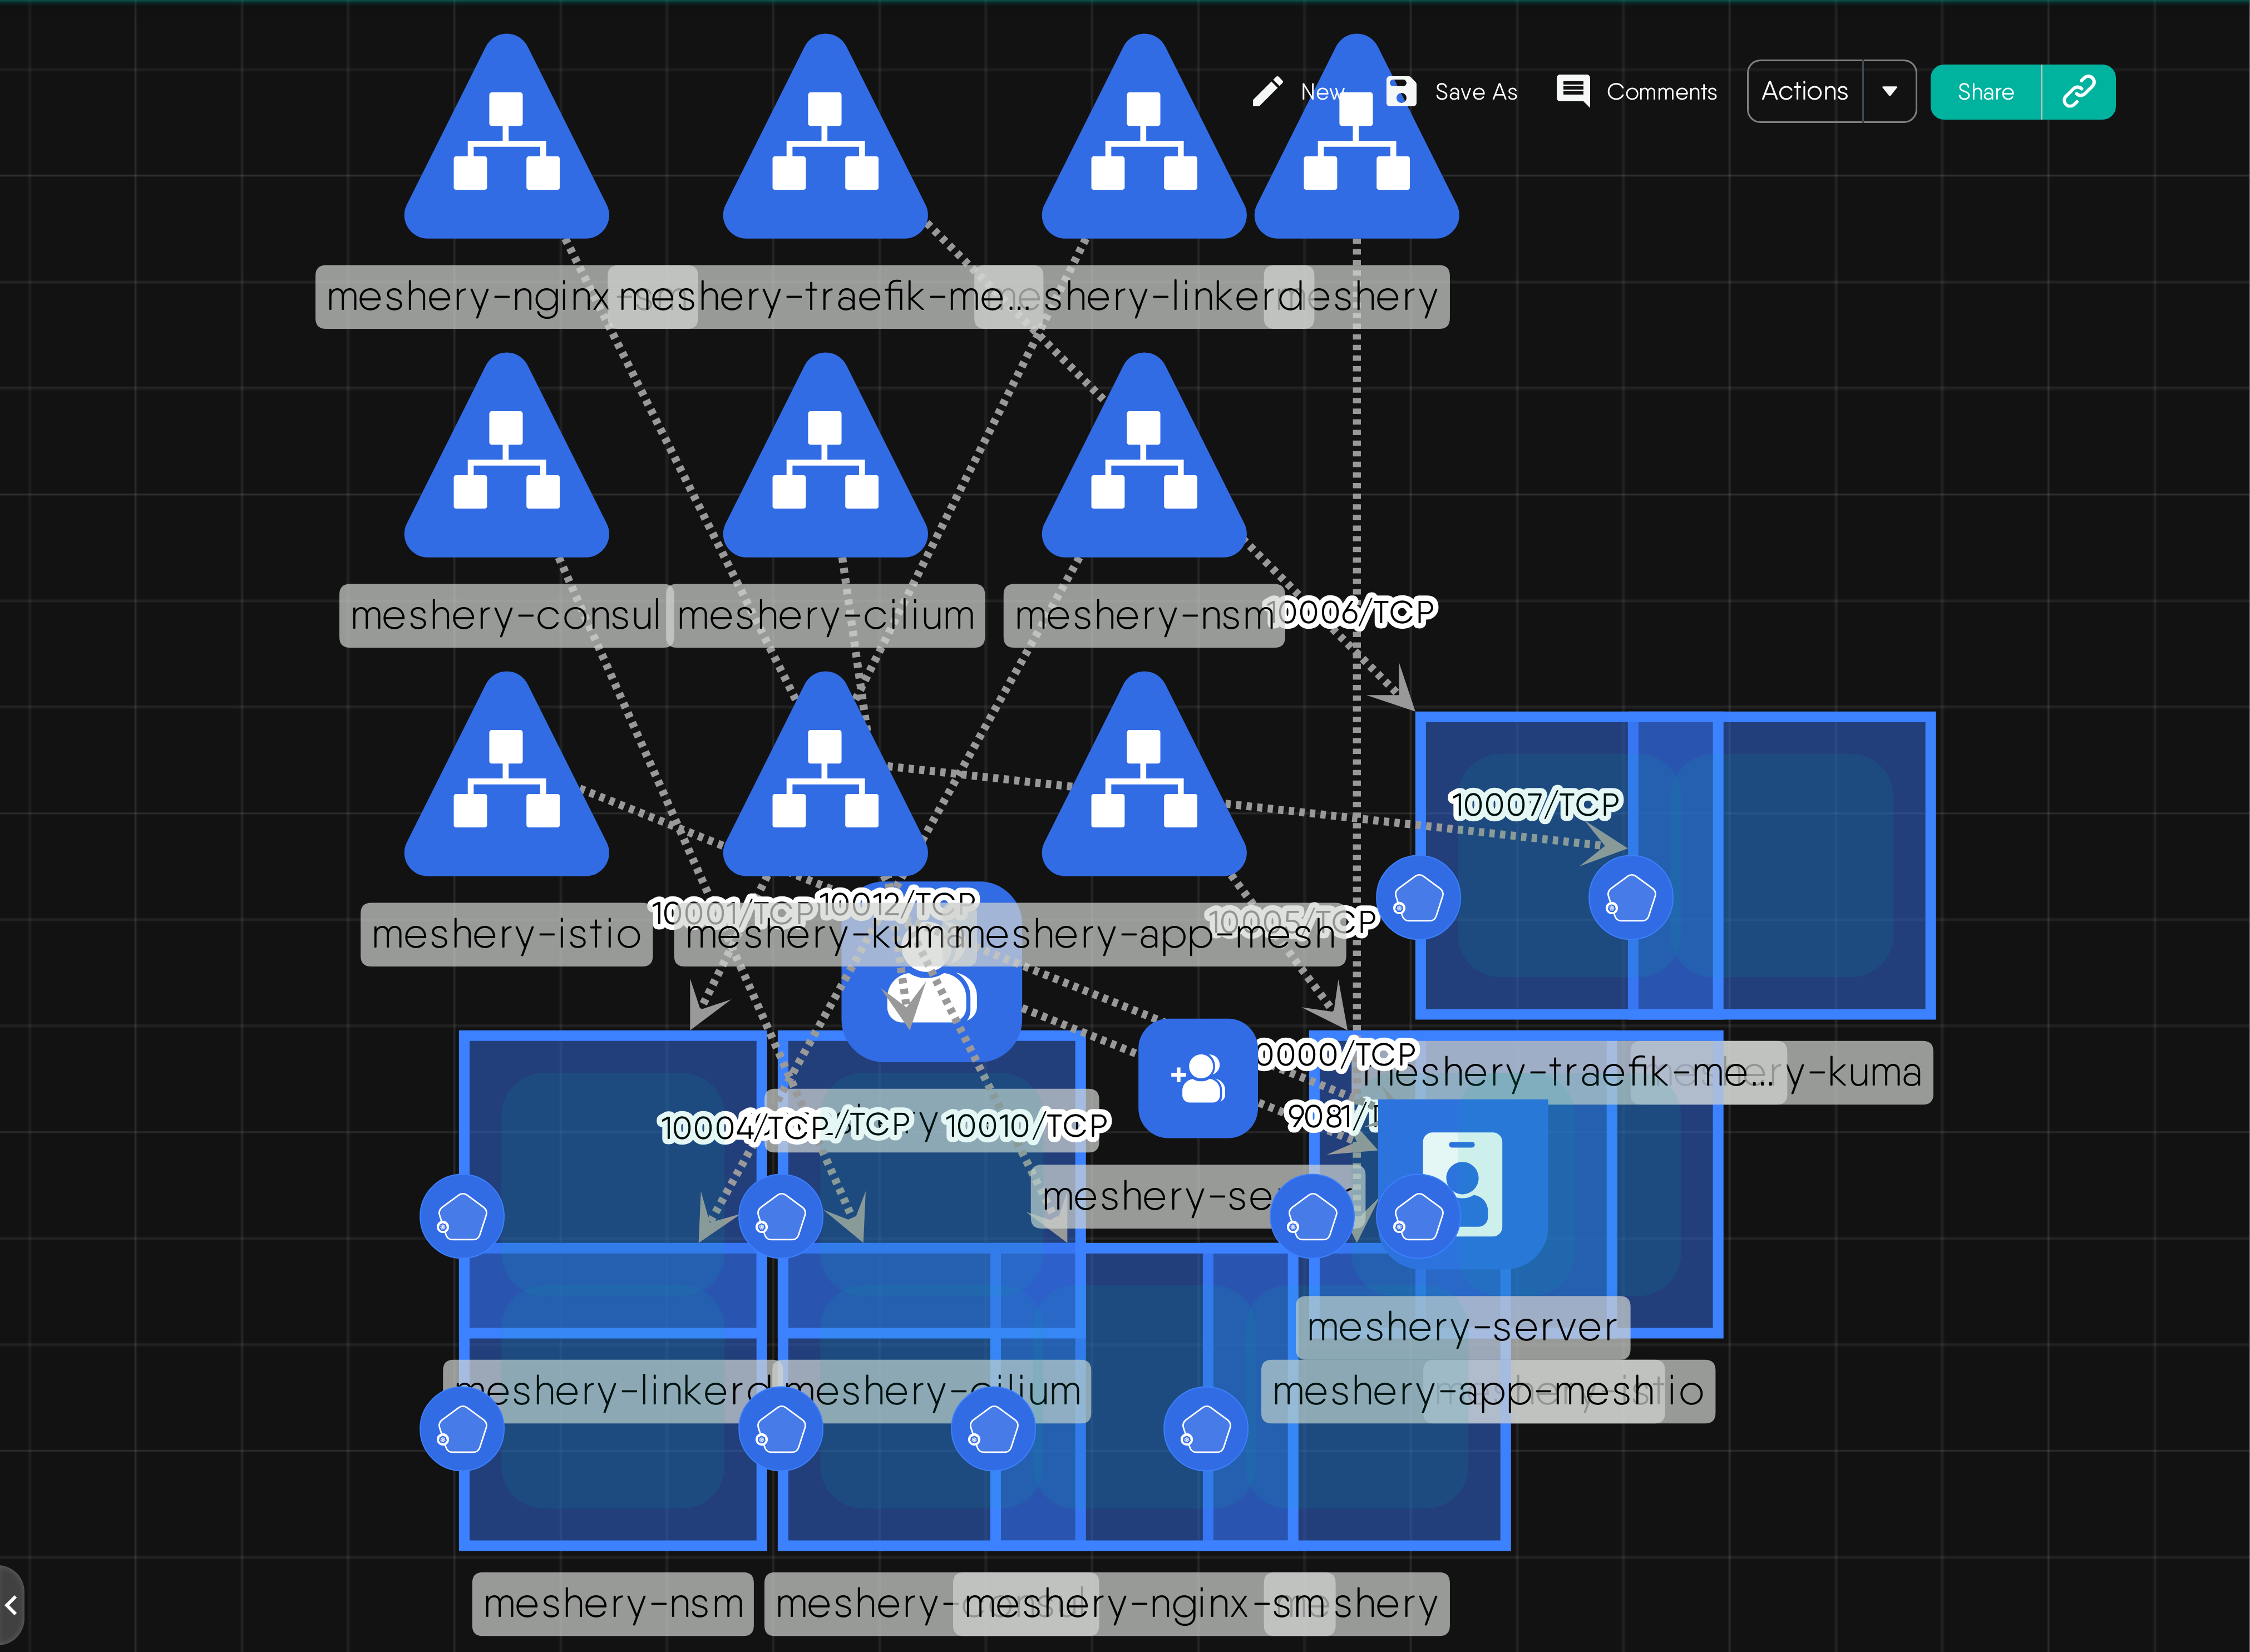 New
Save As
Comments
Actions
Share
meshery-nginx
meshery-traefik-me...
meshery-linkerd
meshery
meshery-consul
meshery-cilium
meshery-nsm
10006/TCP
10007/TCP
10001/TCP
10012/TCP
10005/TCP
meshery-istio
meshery-kuma
meshery-app-mesh
0000/TCP
meshery-traefik-me...
y-kuma
10004/TCP
/TCP
10010/TCP
9081/T
meshery-se
meshery-server
meshery-linkerd
meshery-cilium
meshery-app-mesh
meshery-nsm
meshery-
meshery-nginx-sm
meshery